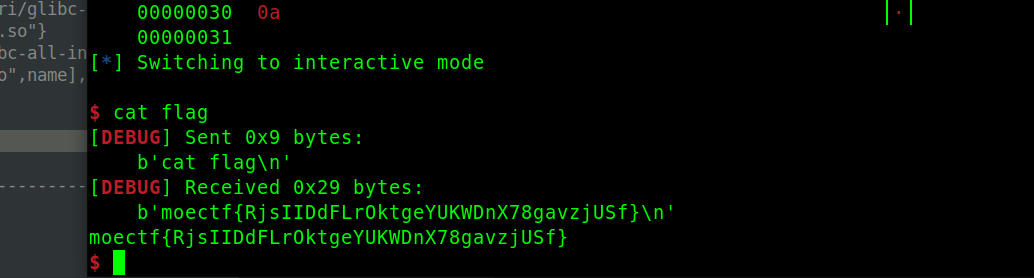 ri/glibc-
.so"}
bc-all-in
o",name],
---------
00000030 0a |.|
00000031
[*] Switching to interactive mode
$ cat flag
[DEBUG] Sent 0x9 bytes:
b'cat flag\n'
[DEBUG] Received 0x29 bytes:
b'moectf{RjsIIDdFLrOktgeYUKWDnX78gavzjUSf}\n'
moectf{RjsIIDdFLrOktgeYUKWDnX78gavzjUSf}
$